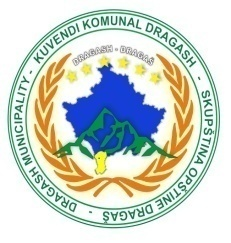 DRAGASH MUNICIPALITY - KUVENDI KOMUNAL DRAGASH - SKUPŠTINA OPŠTINE DRAGAŠ -
DRAGASH - DRAGAŠ